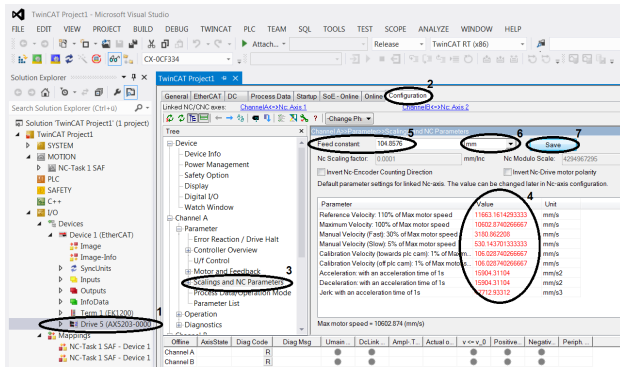 TwinCAT Project1 - Microsoft Visual Studio
FILE EDIT VIEW PROJECT BUILD DEBUG TWINCAT PLC TEAM SQL TOOLS TEST SCOPE ANALYZE WINDOW HELP
Attach... Release TwinCAT RT (x86)
CX-0CF334
Solution Explorer
Search Solution Explorer (Ctrl+ü)
Solution 'TwinCAT Project1' (1 project)
TwinCAT Project1
SYSTEM
MOTION
NC-Task 1 SAF
PLC
SAFETY
C++
I/O
Devices
Device 1 (EtherCAT)
Image
Image-Info
SyncUnits
Inputs
Outputs
InfoData
Term 1 (EK1200)
1
Drive 5 (AX5203-0000
Mappings
NC-Task 1 SAF - Device 1
NC-Task 1 SAF - Device 1
TwinCAT Project1
2
General EtherCAT DC Process Data Startup SoE - Online Online Configuration
Linked NC/CNC axes: ChannelA<=>Nc: Axis 1 ChannelB<=>Nc: Axis 2
Change Ph
Tree
Device
Device Info
Power Management
Safety Option
Display
Digital I/O
Watch Window
Channel A
Parameter
Error Reaction / Drive Halt
Controller Overview
U/f Control
Motor and Feedback
3
Scalings and NC Parameters
Process Data/Operation Mode
Parameter List
Operation
Diagnostics
Channel A>>Parameter>>Scalings and NC Parameters
5 6 7
Feed constant: 104.8576 mm Save
Nc Scaling factor: 0.0001 mm/Inc Nc Modulo Scale: 4294967295
Invert Nc-Encoder Counting Direction Invert Nc-Drive motor polarity
Default parameter settings for linked Nc-axis. The value can be changed later in Nc-axis configuration.
4
Parameter Value Unit
Reference Velocity: 110% of Max motor speed 11663.1614293333 mm/s
Maximum Velocity: 100% of Max motor speed 10602.8740266667 mm/s
Manual Velocity (Fast): 30% of Max motor speed 3180.862208 mm/s
Manual Velocity (Slow): 5% of Max motor speed 530.143701333333 mm/s
Calibration Velocity (towards plc cam): 1% of Max m.. 106.028740266667 mm/s
Calibration Velocity (off plc cam): 1% of Max motor s.. 106.028740266667 mm/s
Acceleration: with an acceleration time of 1s 15904.31104 mm/s2
Deceleration: with an acceleration time of 1s 15904.31104 mm/s2
Jerk: with an acceleration time of 1s mm/s3
Max motor speed = 10602.874 (mm/s)
Offline AxisState Diag Code Diag Msg Umain ... DcLink... Ampl- T... Actual o... v <= v_0 Positive... Negativ.. Periph. ...
Channel A R
Channel B R